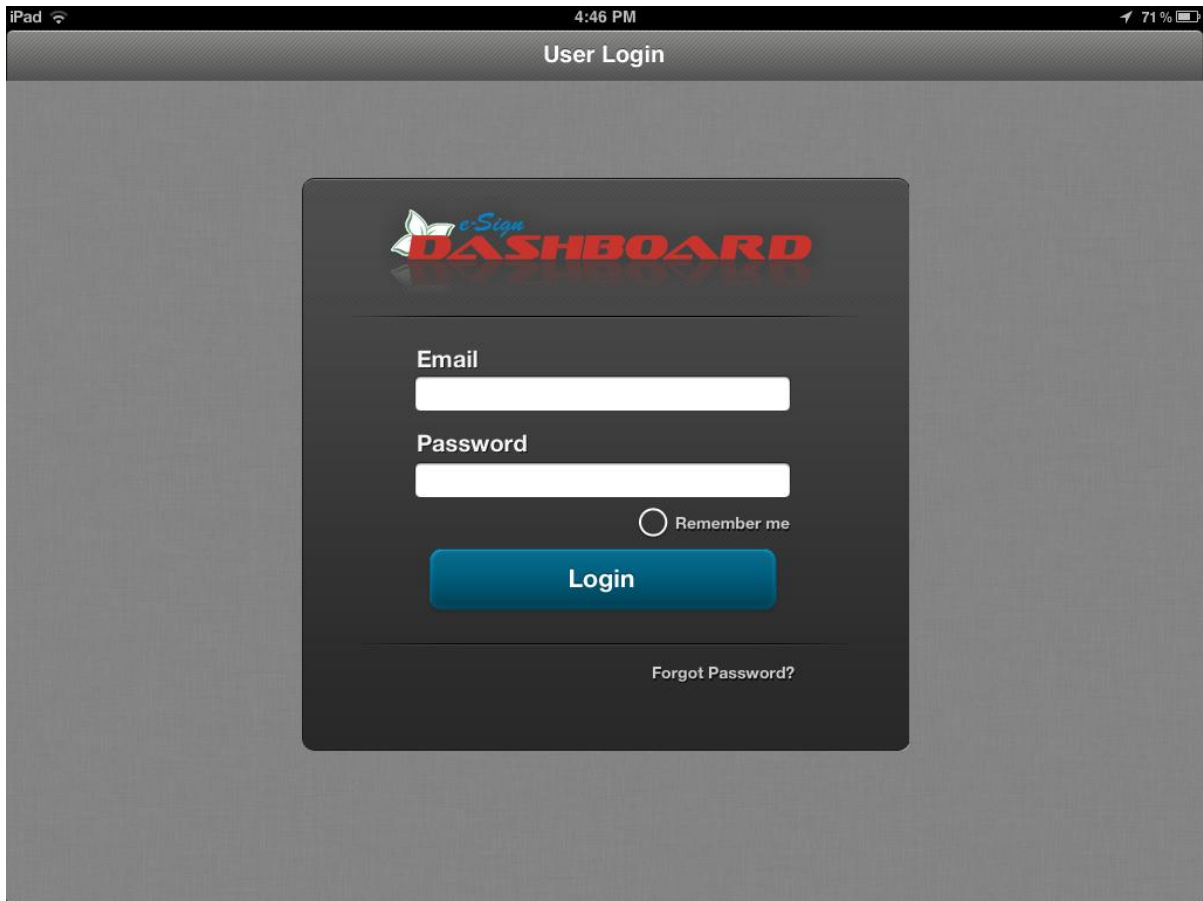 iPad 4:46 PM 71%
User Login
e-Sign
DASHBOARD
Email
Password
Remember me
Login
Forgot Password?